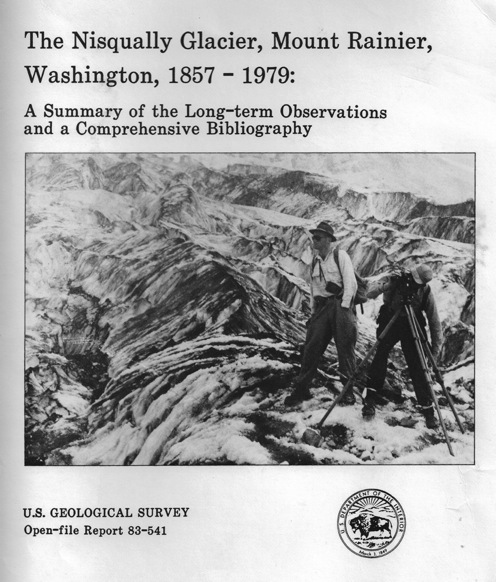 The Nisqually Glacier, Mount Rainier,
Washington, 1857 - 1979:
A Summary of the Long-term Observations
and a Comprehensive Bibliography
U.S. GEOLOGICAL SURVEY
Open-file Report 83-541
U.S. DEPARTMENT OF THE INTERIOR
March 3, 1849